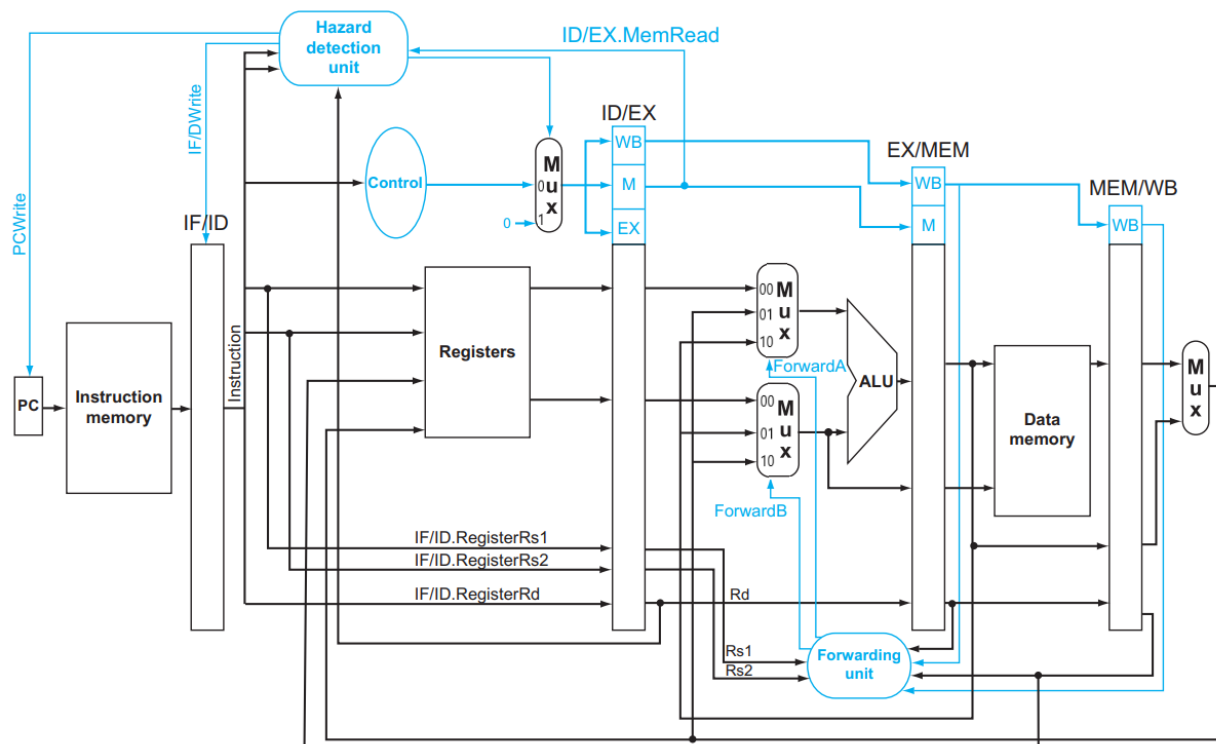 Hazard
detection
unit
ID/EX.MemRead
PCWrite
IF/DWrite
IF/ID
Control
0
M
u
x
0
1
ID/EX
WB
M
EX
EX/MEM
WB
M
MEM/WB
WB
PC
Instruction
memory
Instruction
Registers
00
01
10
M
u
x
ForwardA
00
01
10
M
u
x
ForwardB
ALU
Data
memory
M
u
x
IF/ID.RegisterRs1
IF/ID.RegisterRs2
IF/ID.RegisterRd
Rd
Rs1
Rs2
Forwarding
unit